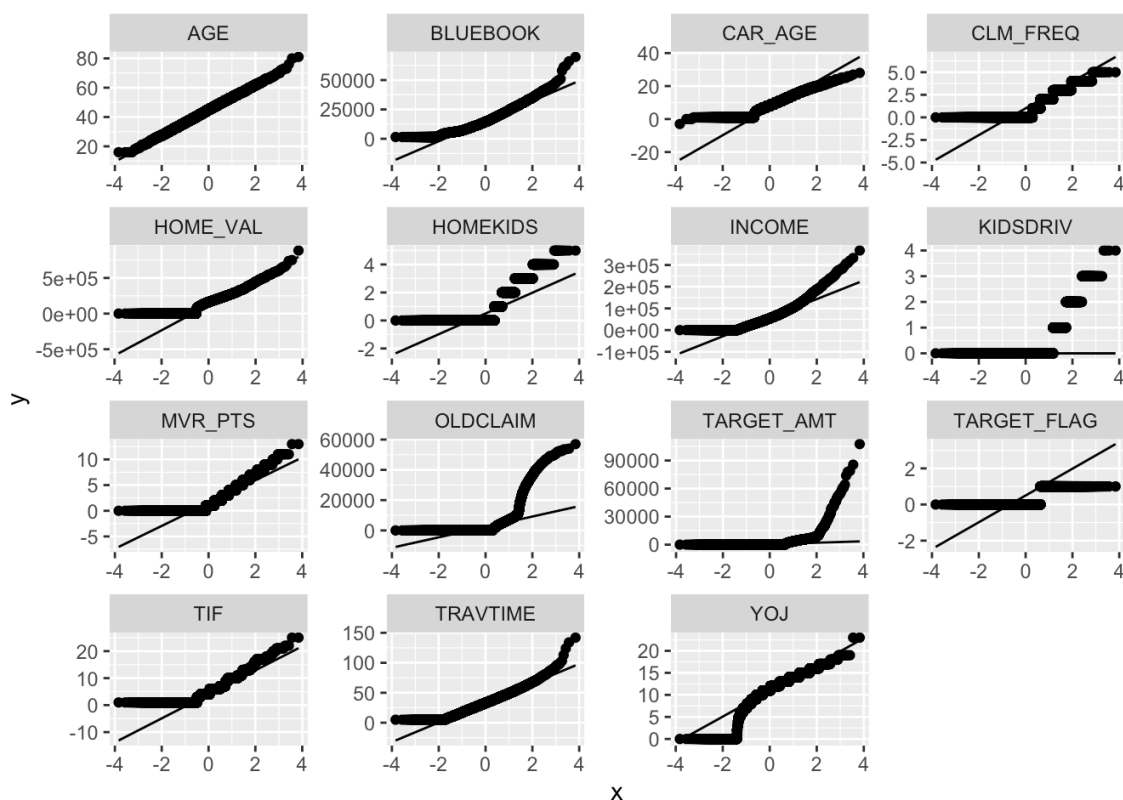 AGE
80
60
40
20
-4 -2 0 2 4
BLUEBOOK
50000
25000
0
-4 -2 0 2 4
CAR_AGE
40
20
0
-20
-4 -2 0 2 4
CLM_FREQ
5.0
2.5
0.0
-2.5
-5.0
-4 -2 0 2 4
HOME_VAL
5e+05
0e+00
-5e+05
-4 -2 0 2 4
HOMEKIDS
4
2
0
-2
-4 -2 0 2 4
INCOME
3e+05
2e+05
1e+05
0e+00
-1e+05
-4 -2 0 2 4
KIDSDRIV
4
3
2
1
0
-4 -2 0 2 4
y
MVR_PTS
10
5
0
-5
-4 -2 0 2 4
OLDCLAIM
60000
40000
20000
0
-4 -2 0 2 4
TARGET_AMT
90000
60000
30000
0
-4 -2 0 2 4
TARGET_FLAG
2
0
-2
-4 -2 0 2 4
TIF
20
10
0
-10
-4 -2 0 2 4
TRAVTIME
150
100
50
0
-4 -2 0 2 4
YOJ
20
15
10
5
0
-4 -2 0 2 4
x